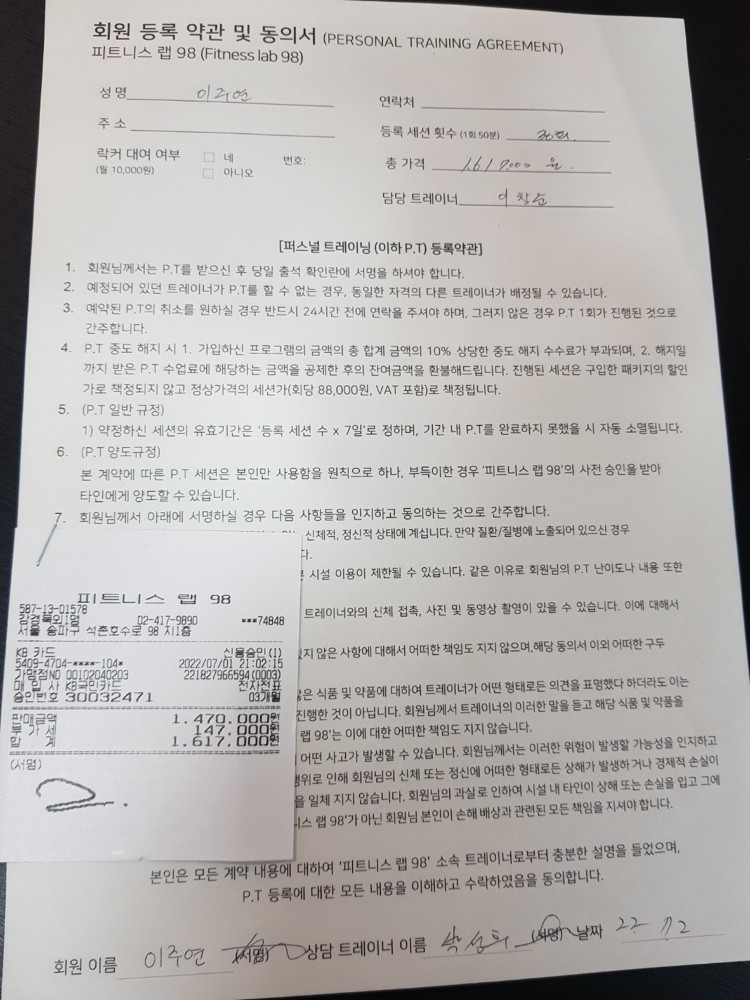 회원 등록 약관 및 동의서 (PERSONAL TRAINING AGREEMENT)
피트니스 랩 98 (Fitness lab 98)
성 명 이주연
연락처
주 소
등록 세션 횟수 (1회 50분) 30회.
락커 대여 여부 □ 네 번호:
(월 10,000원) □ 아니오
총 가격 1,617,000 원.
담당 트레이너
[퍼스널 트레이닝 (이하 P.T) 등록약관]
1. 회원님께서는 P.T를 받으신 후 당일 출석 확인란에 서명을 하셔야 합니다.
2. 예정되어 있던 트레이너가 P.T를 할 수 없는 경우, 동일한 자격의 다른 트레이너가 배정될 수 있습니다.
3. 예약된 P.T의 취소를 원하실 경우 반드시 24시간 전에 연락을 주셔야 하며, 그러지 않은 경우 P.T 1회가 진행된 것으로
간주합니다.
4. P.T 중도 해지 시 1. 가입하신 프로그램의 금액의 총 합계 금액의 10% 상당한 중도 해지 수수료가 부과되며, 2. 해지일
까지 받은 P.T 수업료에 해당하는 금액을 공제한 후의 잔여금액을 환불해드립니다. 진행된 세션은 구입한 패키지의 할인
가로 책정되지 않고 정상가격의 세션가(회당 88,000원, VAT 포함)로 책정됩니다.
5. (P.T 일반 규정)
1) 약정하신 세션의 유효기간은 '등록 세션 수 x 7일'로 정하며, 기간 내 P.T를 완료하지 못했을 시 자동 소멸됩니다.
6. (P.T 양도규정)
본 계약에 따른 P.T 세션은 본인만 사용함을 원칙으로 하나, 부득이한 경우 '피트니스 랩 98'의 사전 승인을 받아
타인에게 양도할 수 있습니다.
7. 회원님께서 아래에 서명하실 경우 다음 사항들을 인지하고 동의하는 것으로 간주합니다.
신체적, 정신적 상태에 계십니다. 만약 질환/질병에 노출되어 있으신 경우
다.
시설 이용이 제한될 수 있습니다. 같은 이유로 회원님의 P.T 난이도나 내용 또한
트레이너와의 신체 접촉, 사진 및 동영상 촬영이 있을 수 있습니다. 이에 대해서
있지 않은 사항에 대해서 어떠한 책임도 지지 않으며,해당 동의서 이외 어떠한 구두
않은 식품 및 약품에 대하여 트레이너가 어떤 형태로든 의견을 표명했다 하더라도 이는
진행한 것이 아닙니다. 회원님께서 트레이너의 이러한 말을 듣고 해당 식품 및 약품을
랩 98'는 이에 대한 어떠한 책임도 지지 않습니다.
어떤 사고가 발생할 수 있습니다. 회원님께서는 이러한 위험이 발생할 가능성을 인지하고
행위로 인해 회원님의 신체 또는 정신에 어떠한 형태로든 상해가 발생하거나 경제적 손실이
을 일체 지지 않습니다. 회원님의 과실로 인하여 시설 내 타인이 상해 또는 손실을 입고 그에
니스 랩 98'가 아닌 회원님 본인이 손해 배상과 관련된 모든 책임을 지셔야 합니다.
피트니스 랩 98
587-13-01578
강경묵외1명 02-417-9890 ***74848
서울 송파구 석촌호수로 98 지1층
KB 카드 신용승인(1)
5409-4704-****-104* 2022/07/01 21:02:15
가맹점NO 00102040203 221827966594(0003)
매 입 사 KB국민카드 전자전표
승인번호 30032471 03개월
판매금액 1.470.000원
부 가 세 147.000원
합 계 1.617.000원
(서명)
본인은 모든 계약 내용에 대하여 '피트니스 랩 98' 소속 트레이너로부터 충분한 설명을 들었으며,
P.T 등록에 대한 모든 내용을 이해하고 수락하였음을 동의합니다.
회원 이름 이주연 (서명) 상담 트레이너 이름 (서명) 날짜 22 7/2